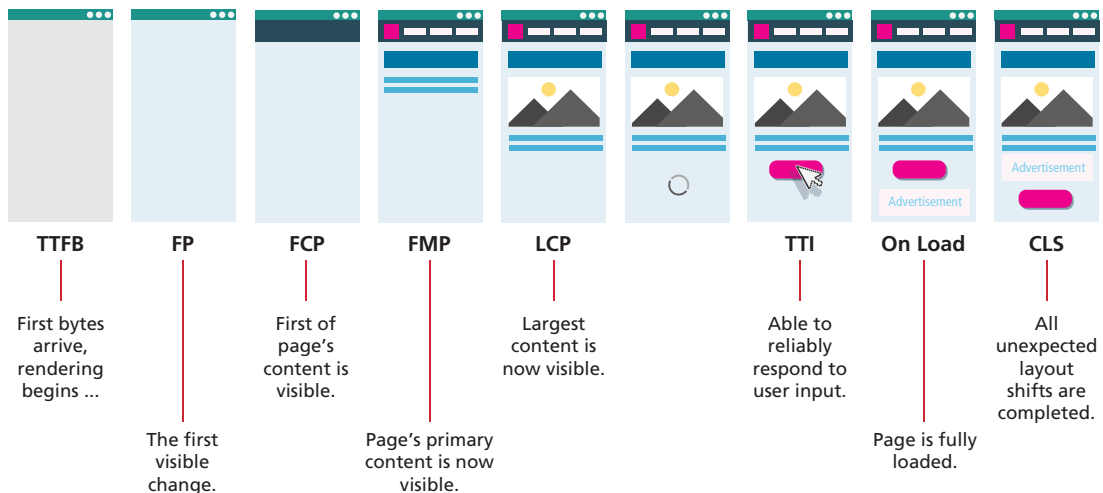 Advertisement
Advertisement
TTFB
FP
FCP
FMP
LCP
TTI
On Load
CLS
First bytes
arrive,
rendering
begins ...
The first
visible
change.
First of
page's
content is
visible.
Page's primary
content is now
visible.
Largest
content is
now visible.
Able to
reliably
respond to
user input.
Page is fully
loaded.
All
unexpected
layout
shifts are
completed.